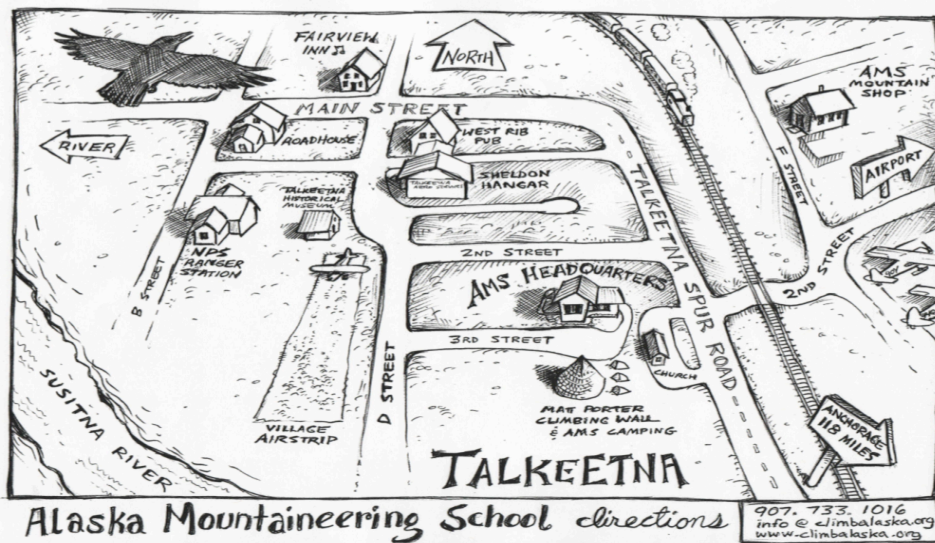 FAIRVIEW
INN
NORTH
AMS
MOUNTAIN
SHOP
MAIN STREET
RIVER
ROADHOUSE
WEST RIB
PUB
F STREET
AIRPORT
TALKEETNA SPUR ROAD
SHELDON
HANGAR
TALKEETNA
TALKEETNA
HISTORICAL
MUSEUM
NPS
RANGER
STATION
B STREET
2ND STREET
2ND STREET
AMS HEADQUARTERS
3RD STREET
D STREET
CHURCH
SUSITNA RIVER
VILLAGE
AIRSTRIP
MATT PORTER
CLIMBING WALL
& AMS CAMPING
ANCHORAGE
113 MILES
TALKEETNA
Alaska Mountaineering School directions
907. 733. 1016
info @ climbalaska.org
www.climbalaska.org